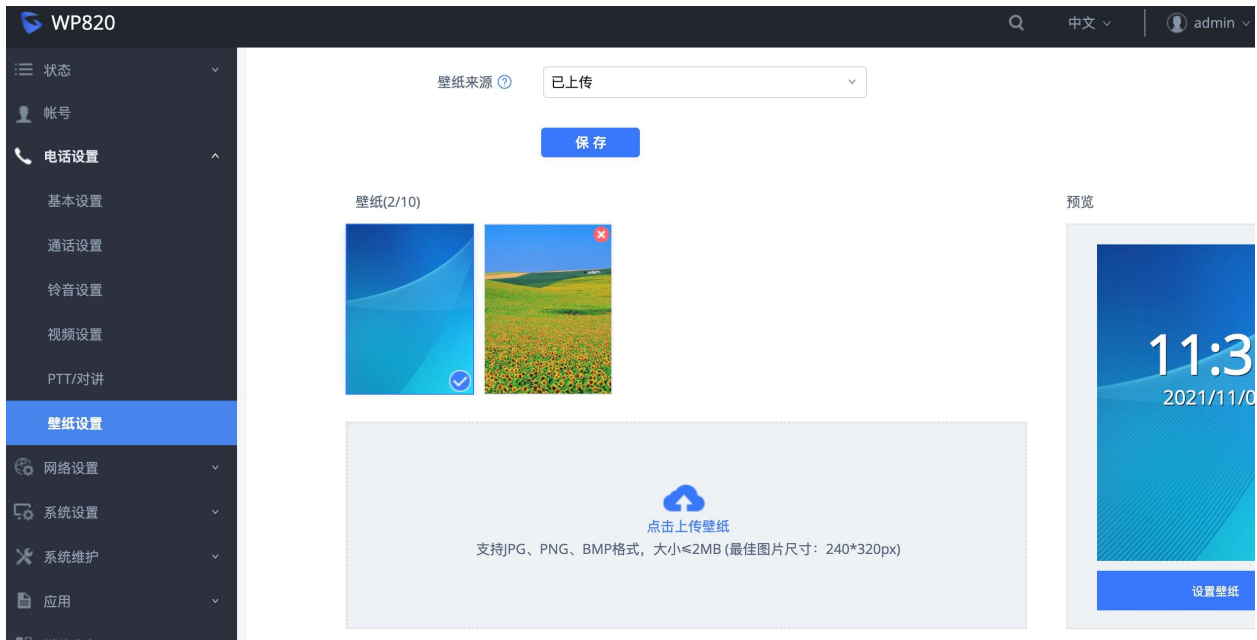 WP820
中文
admin
状态
帐号
电话设置
基本设置
通话设置
铃音设置
视频设置
PTT/对讲
壁纸设置
网络设置
系统设置
系统维护
应用
壁纸来源
已上传
保存
壁纸(2/10)
预览
11:3
2021/11/0
点击上传壁纸
支持JPG、PNG、BMP格式，大小≤2MB (最佳图片尺寸：240*320px)
设置壁纸